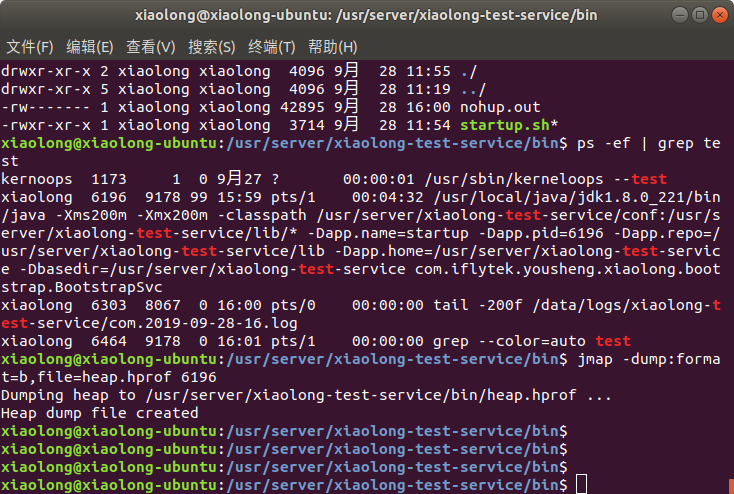 xiaolong@xiaolong-ubuntu: /usr/server/xiaolong-test-service/bin
文件(F) 编辑(E) 查看(V) 搜索(S) 终端(T) 帮助(H)
drwxr-xr-x 2 xiaolong xiaolong  4096 9月  28 11:55 ./
drwxr-xr-x 5 xiaolong xiaolong  4096 9月  28 11:19 ../
-rw------- 1 xiaolong xiaolong 42895 9月  28 16:00 nohup.out
-rwxr-xr-x 1 xiaolong xiaolong  3714 9月  28 11:54 startup.sh*
xiaolong@xiaolong-ubuntu:/usr/server/xiaolong-test-service/bin$ ps -ef | grep te
st
kernoops  1173     1  0 9月27 ?       00:00:01 /usr/sbin/kerneloops --test
xiaolong  6196  9178 99 15:59 pts/1    00:04:32 /usr/local/java/jdk1.8.0_221/bin
/java -Xms200m -Xmx200m -classpath /usr/server/xiaolong-test-service/conf:/usr/s
erver/xiaolong-test-service/lib/* -Dapp.name=startup -Dapp.pid=6196 -Dapp.repo=/
usr/server/xiaolong-test-service/lib -Dapp.home=/usr/server/xiaolong-test-servic
e -Dbasedir=/usr/server/xiaolong-test-service com.iflytek.yousheng.xiaolong.boot
strap.BootstrapSvc
xiaolong  6303  8067  0 16:00 pts/0    00:00:00 tail -200f /data/logs/xiaolong-t
est-service/com.2019-09-28-16.log
xiaolong  6464  9178  0 16:01 pts/1    00:00:00 grep --color=auto test
xiaolong@xiaolong-ubuntu:/usr/server/xiaolong-test-service/bin$ jmap -dump:forma
t=b,file=heap.hprof 6196
Dumping heap to /usr/server/xiaolong-test-service/bin/heap.hprof ...
Heap dump file created
xiaolong@xiaolong-ubuntu:/usr/server/xiaolong-test-service/bin$
xiaolong@xiaolong-ubuntu:/usr/server/xiaolong-test-service/bin$
xiaolong@xiaolong-ubuntu:/usr/server/xiaolong-test-service/bin$
xiaolong@xiaolong-ubuntu:/usr/server/xiaolong-test-service/bin$